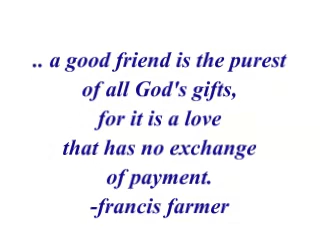 .. a good friend is the purest
of all God's gifts,
for it is a love
that has no exchange
of payment.
-francis farmer